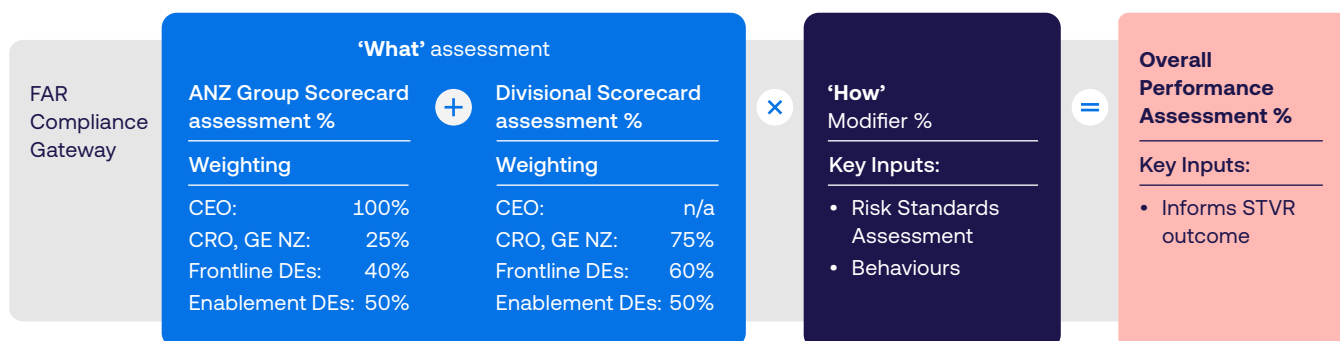 FAR
Compliance
Gateway
‘What’ assessment
ANZ Group Scorecard
assessment %
Weighting
CEO: 100%
CRO, GE NZ: 25%
Frontline DEs: 40%
Enablement DEs: 50%
+
Divisional Scorecard
assessment %
Weighting
CEO: n/a
CRO, GE NZ: 75%
Frontline DEs: 60%
Enablement DEs: 50%
×
‘How’
Modifier %
Key Inputs:
• Risk Standards
Assessment
• Behaviours
=
Overall
Performance
Assessment %
Key Inputs:
• Informs STVR
outcome